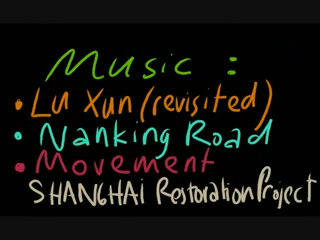 Music :
• Lu Xun (revisited)
• Nanking Road
• Movement
SHANGHAI Restoration Project